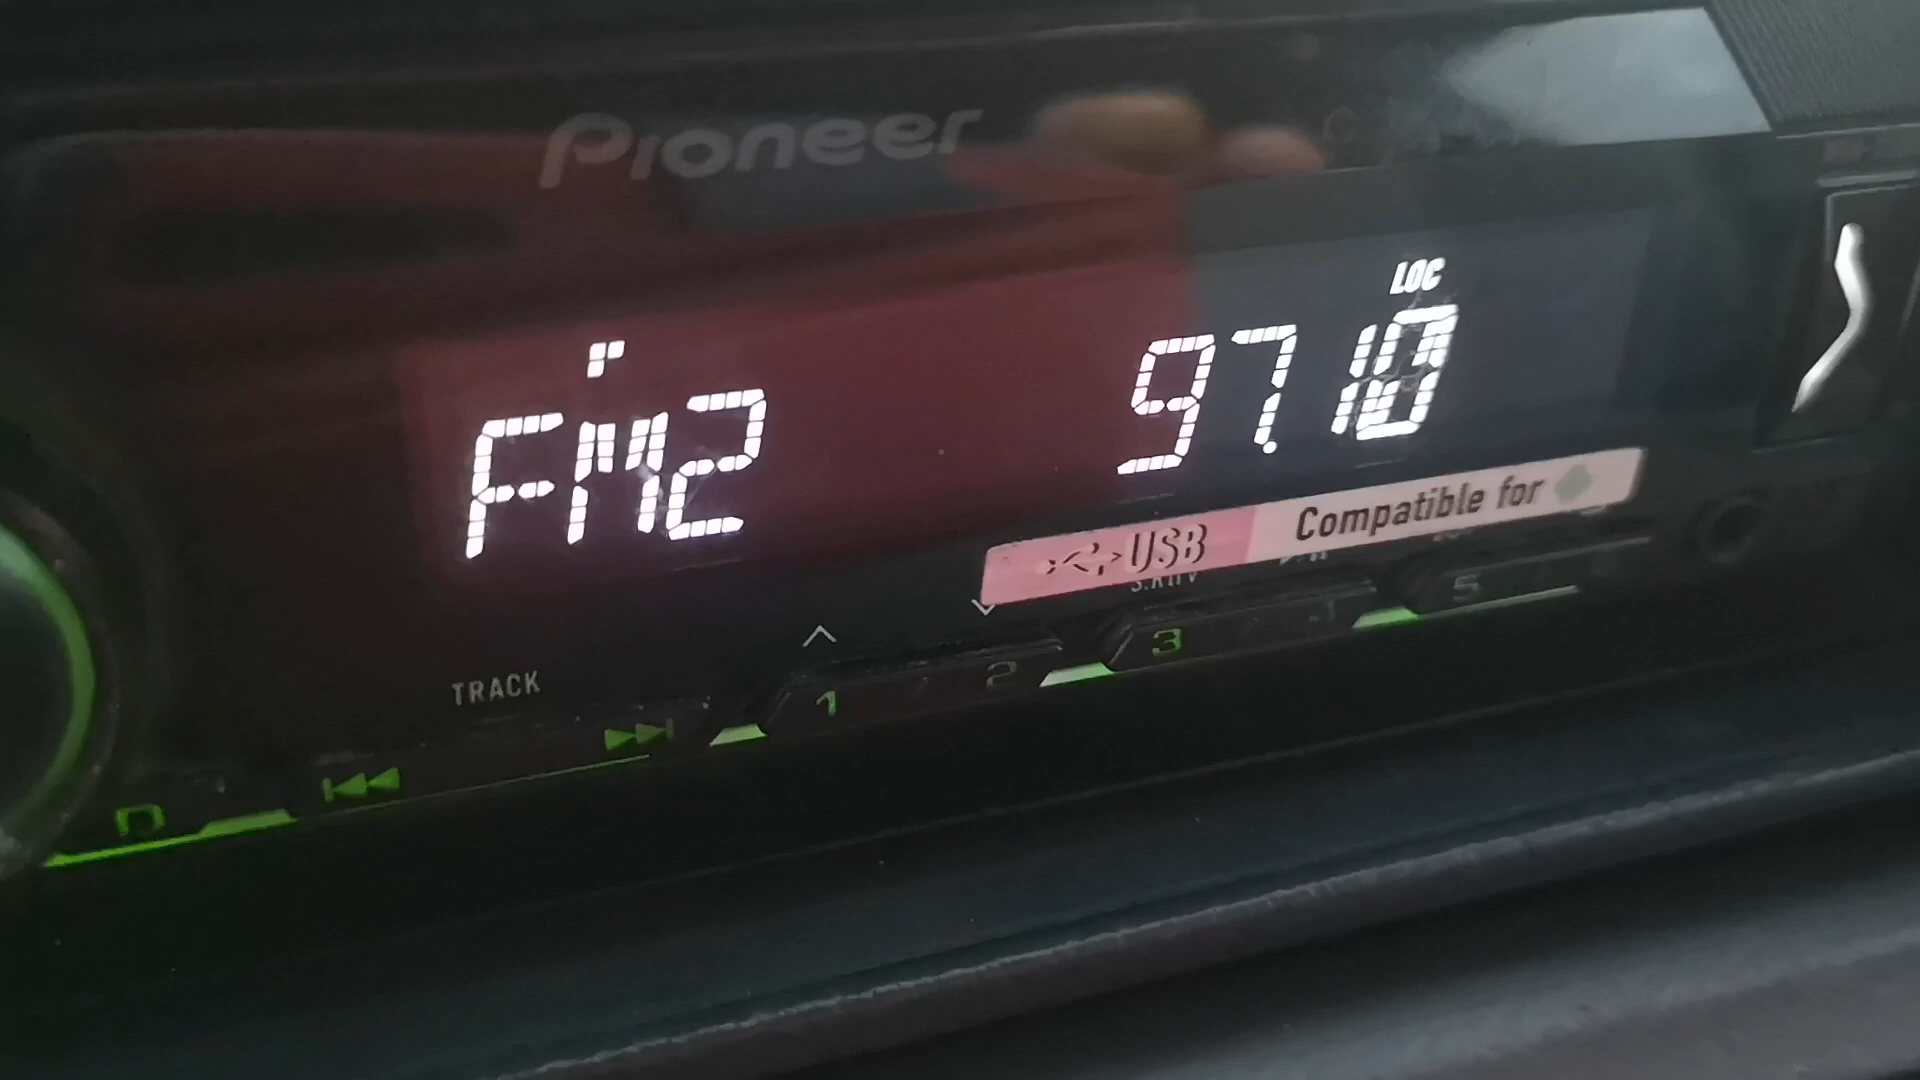 Pioneer
LOC
FM2 97.10
USB Compatible for
TRACK
1 2 3 5